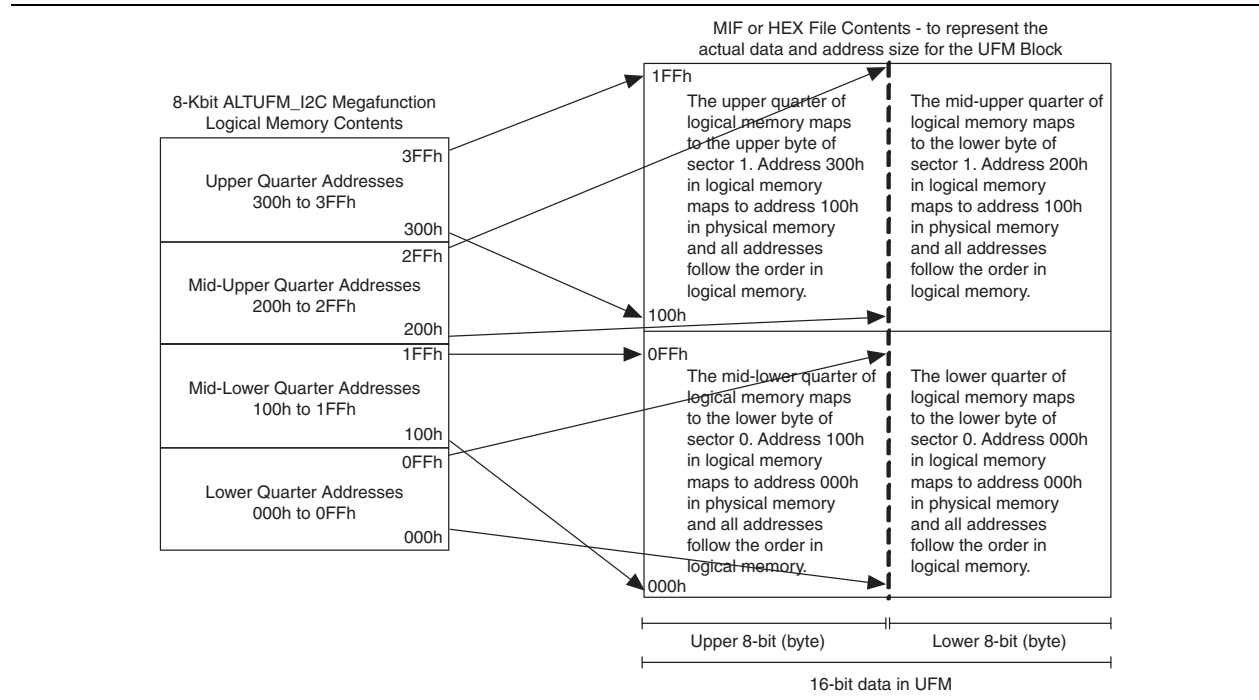 MIF or HEX File Contents - to represent the
actual data and address size for the UFM Block
8-Kbit ALTUFM_I2C Megafunction
Logical Memory Contents
3FFh
Upper Quarter Addresses
300h to 3FFh
300h
2FFh
Mid-Upper Quarter Addresses
200h to 2FFh
200h
1FFh
Mid-Lower Quarter Addresses
100h to 1FFh
100h
0FFh
Lower Quarter Addresses
000h to 0FFh
000h
1FFh
The upper quarter of
logical memory maps
to the upper byte of
sector 1. Address 300h
in logical memory
maps to address 100h
in physical memory
and all addresses
follow the order in
logical memory.
100h
The mid-upper quarter of
logical memory maps
to the lower byte of
sector 1. Address 200h
in logical memory
maps to address 100h
in physical memory
and all addresses
follow the order in
logical memory.
0FFh
The mid-lower quarter of
logical memory maps
to the lower byte of
sector 0. Address 100h
in logical memory
maps to address 000h
in physical memory
and all addresses
follow the order in
logical memory.
000h
The lower quarter of
logical memory maps
to the lower byte of
sector 0. Address 000h
in logical memory
maps to address 000h
in physical memory
and all addresses
follow the order in
logical memory.
Upper 8-bit (byte)
Lower 8-bit (byte)
16-bit data in UFM